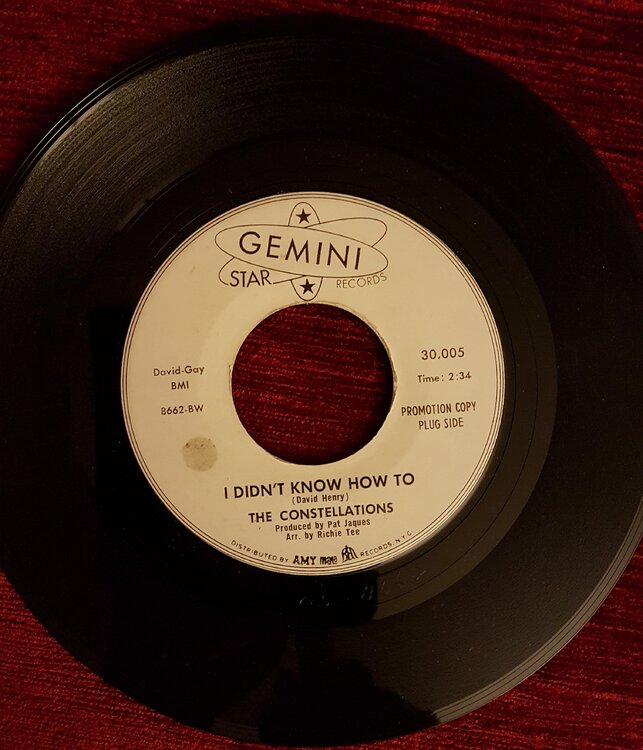 GEMINI
STAR RECORDS
David-Gay
BMI
8662-BW
30,005
Time: 2:34
PROMOTION COPY
PLUG SIDE
I DIDN'T KNOW HOW TO
(David Henry)
THE CONSTELLATIONS
Produced by Pat Jaques
Arr. by Richie Tee
DISTRIBUTED BY AMY mala BELL RECORDS, N.Y.C.